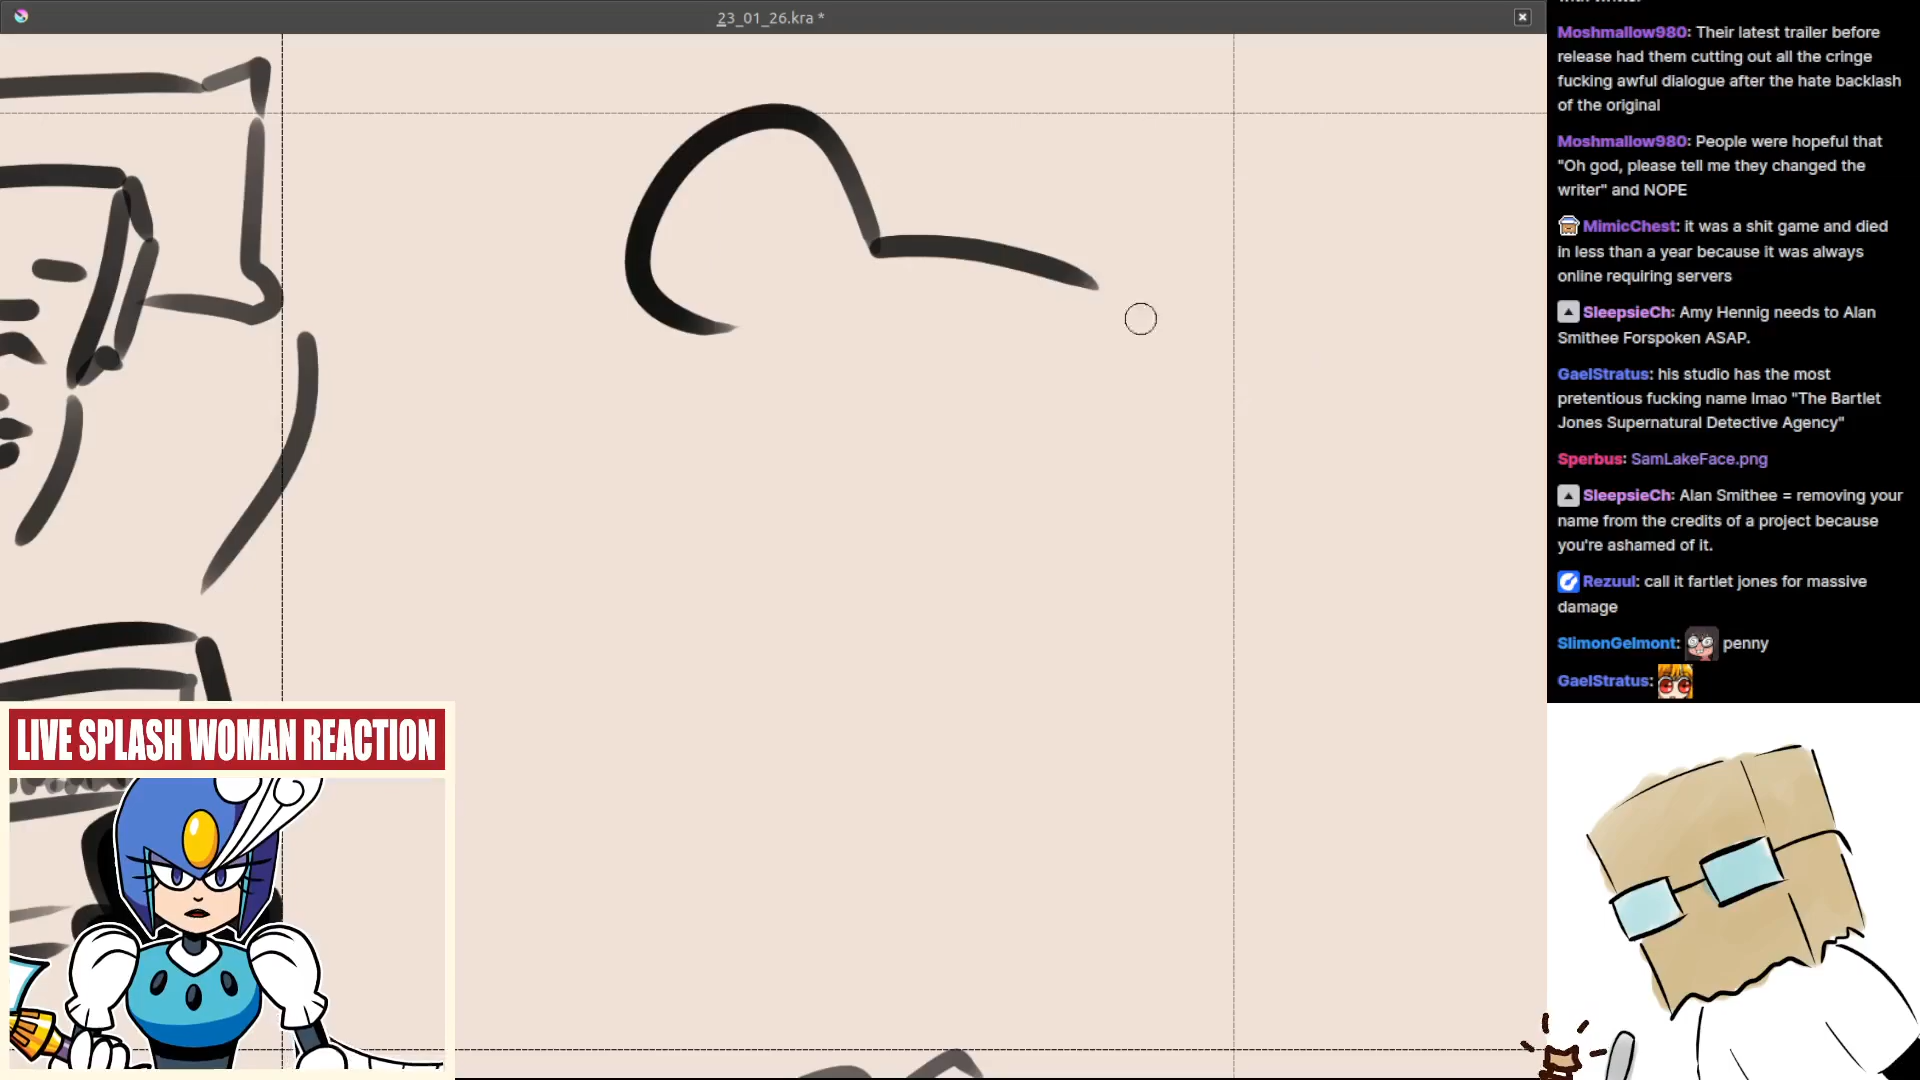 23_01_26.kra *
Moshmallow980: Their latest trailer before
release had them cutting out all the cringe
fucking awful dialogue after the hate backlash
of the original
Moshmallow980: People were hopeful that
"Oh god, please tell me they changed the
writer" and NOPE
MimicChest: it was a shit game and died
in less than a year because it was always
online requiring servers
SleepsieCh: Amy Hennig needs to Alan
Smithee Forspoken ASAP.
GaelStratus: his studio has the most
pretentious fucking name lmao "The Bartlet
Jones Supernatural Detective Agency"
Sperbus: SamLakeFace.png
SleepsieCh: Alan Smithee = removing your
name from the credits of a project because
you're ashamed of it.
Rezuul: call it fartlet jones for massive
damage
SlimonGelmont: penny
GaelStratus:
LIVE SPLASH WOMAN REACTION